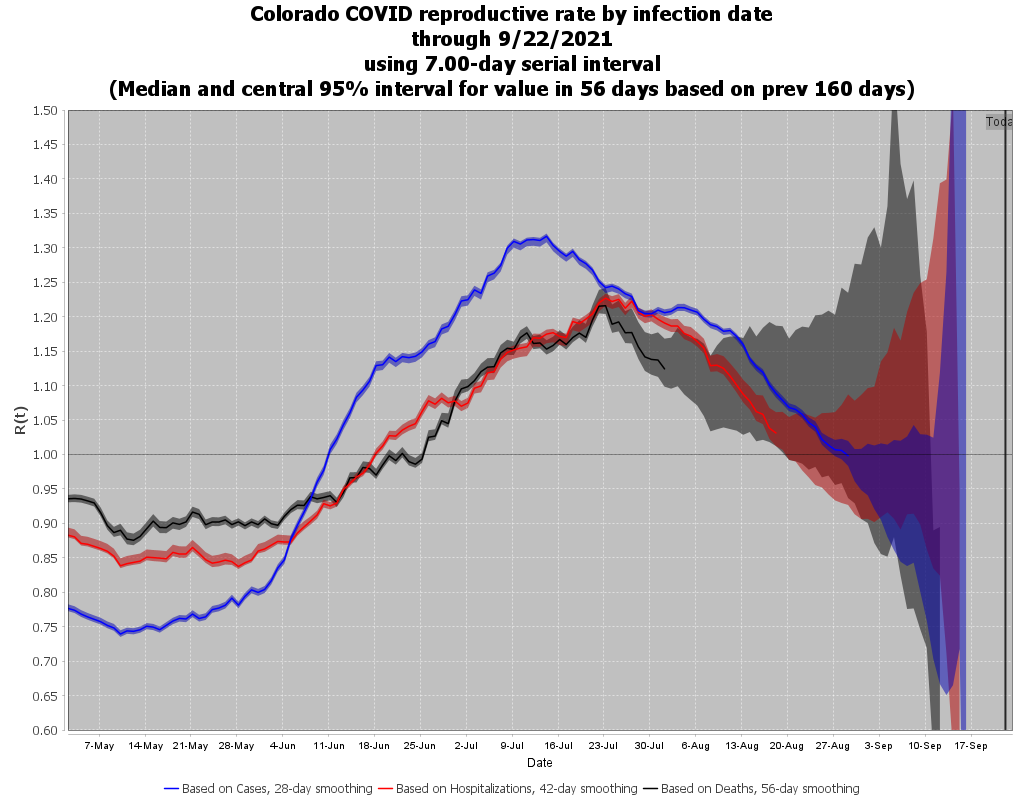 Colorado COVID reproductive rate by infection date
through 9/22/2021
using 7.00-day serial interval
(Median and central 95% interval for value in 56 days based on prev 160 days)
Toda
1.50
1.45
1.40
1.35
1.30
1.25
1.20
1.15
1.10
1.05
1.00
0.95
0.90
0.85
0.80
0.75
0.70
0.65
0.60
R(t)
7-May 14-May 21-May 28-May 4-Jun 11-Jun 18-Jun 25-Jun 2-Jul 9-Jul 16-Jul 23-Jul 30-Jul 6-Aug 13-Aug 20-Aug 27-Aug 3-Sep 10-Sep 17-Sep
Date
Based on Cases, 28-day smoothing Based on Hospitalizations, 42-day smoothing Based on Deaths, 56-day smoothing